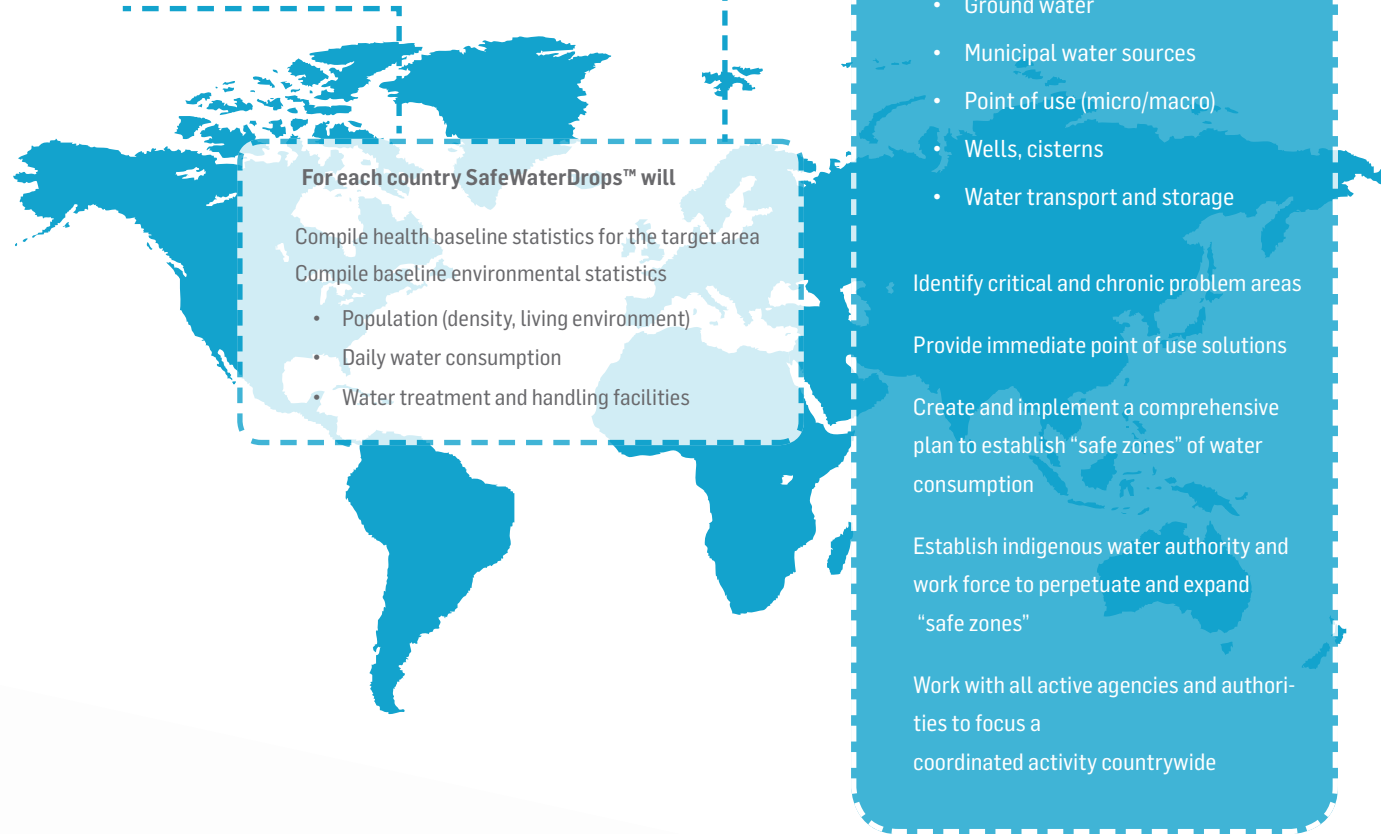 For each country SafeWaterDrops™ will
Compile health baseline statistics for the target area
Compile baseline environmental statistics
• Population (density, living environment)
• Daily water consumption
• Water treatment and handling facilities
• Ground water
• Municipal water sources
• Point of use (micro/macro)
• Wells, cisterns
• Water transport and storage
Identify critical and chronic problem areas
Provide immediate point of use solutions
Create and implement a comprehensive
plan to establish “safe zones” of water
consumption
Establish indigenous water authority and
work force to perpetuate and expand
“safe zones”
Work with all active agencies and authori-
ties to focus a
coordinated activity countrywide